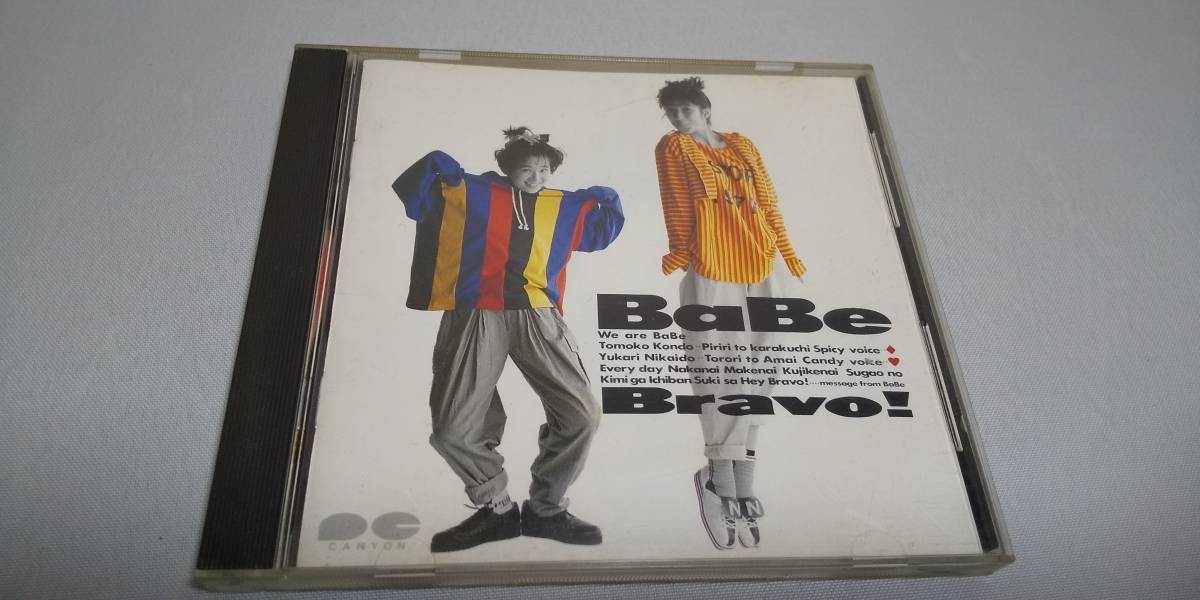 BaBe
We are BaBe
Tomoko Kondo--Piriri to karakuchi Spicy voice--♦
Yukari Nikaido--Torori to Amai Candy voice--♥
Every day Nakanai Makenai Kujikenai Sugao no
Kimi ga Ichiban Suki sa Hey Bravo!····message from BaBe
Bravo!
PC
CANYON
N
N